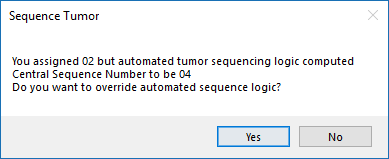 Sequence Tumor
You assigned 02 but automated tumor sequencing logic computed
Central Sequence Number to be 04
Do you want to override automated sequence logic?
Yes
No